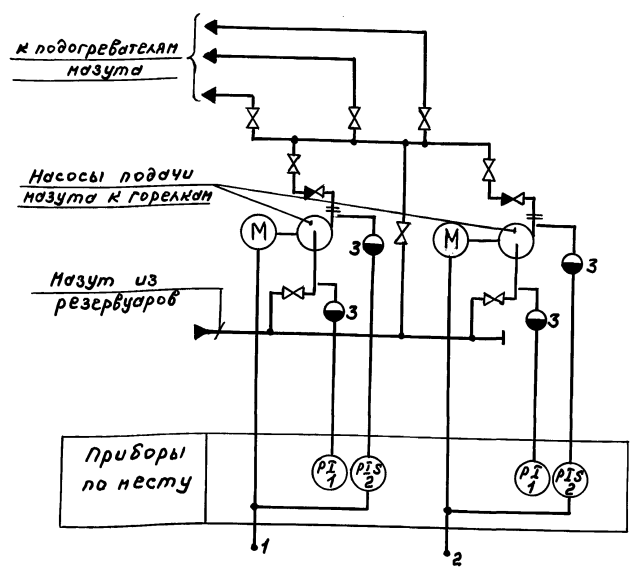 к подогревателям
мазута
Насосы подачи
мазута к горелкам
М
М
3
3
Мазут из
резервуаров
3
3
Приборы
по месту
PI
1
PIS
2
PI
1
PIS
2
1
2